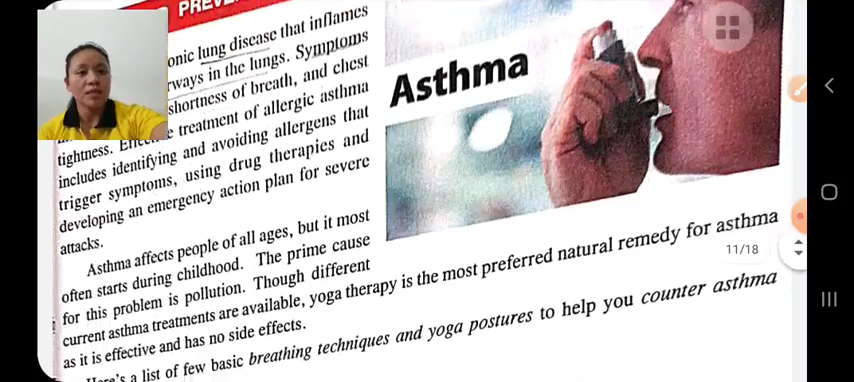 PREVE
onic lung disease that inflames
rways in the lungs. Symptoms
shortness of breath, and chest
tightness. e treatment of allergic asthma
includes identifying and avoiding allergens that
trigger symptoms, using drug therapies and
developing an emergency action plan for severe
attacks.
Asthma
Asthma affects people of all ages, but it most
often starts during childhood. The prime cause
for this problem is pollution. Though different
current asthma treatments are available, yoga therapy is the most preferred natural remedy for asthma
as it is effective and has no side effects.
Here's a list of few basic breathing techniques and yoga postures to help you counter asthma
11/18